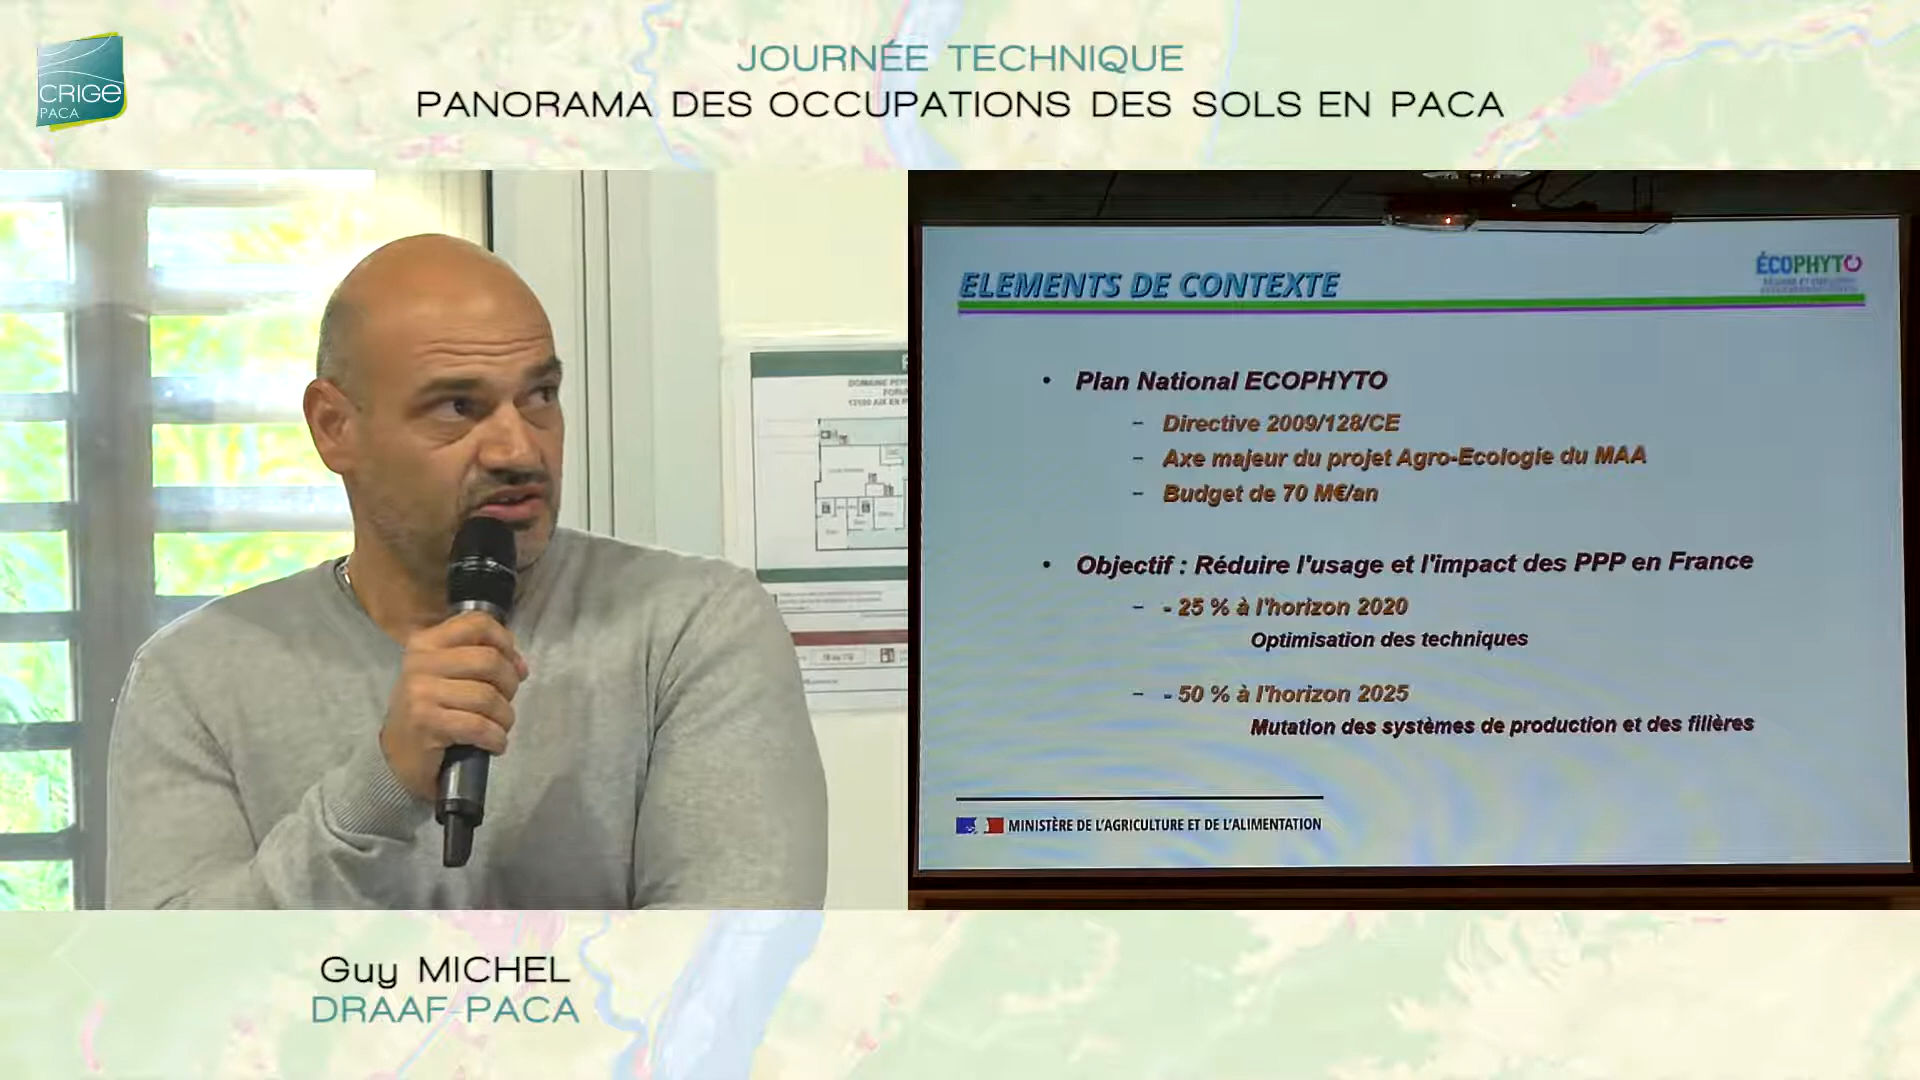 CRIGE
PACA
JOURNÉE TECHNIQUE
PANORAMA DES OCCUPATIONS DES SOLS EN PACA
ELEMENTS DE CONTEXTE
ÉCOPHYTO
• Plan National ECOPHYTO
– Directive 2009/128/CE
– Axe majeur du projet Agro-Ecologie du MAA
– Budget de 70 M€/an
• Objectif : Réduire l'usage et l'impact des PPP en France
– - 25 % à l'horizon 2020
Optimisation des techniques
– - 50 % à l'horizon 2025
Mutation des systèmes de production et des filières
MINISTÈRE DE L'AGRICULTURE ET DE L'ALIMENTATION
Guy MICHEL
DRAAF-PACA